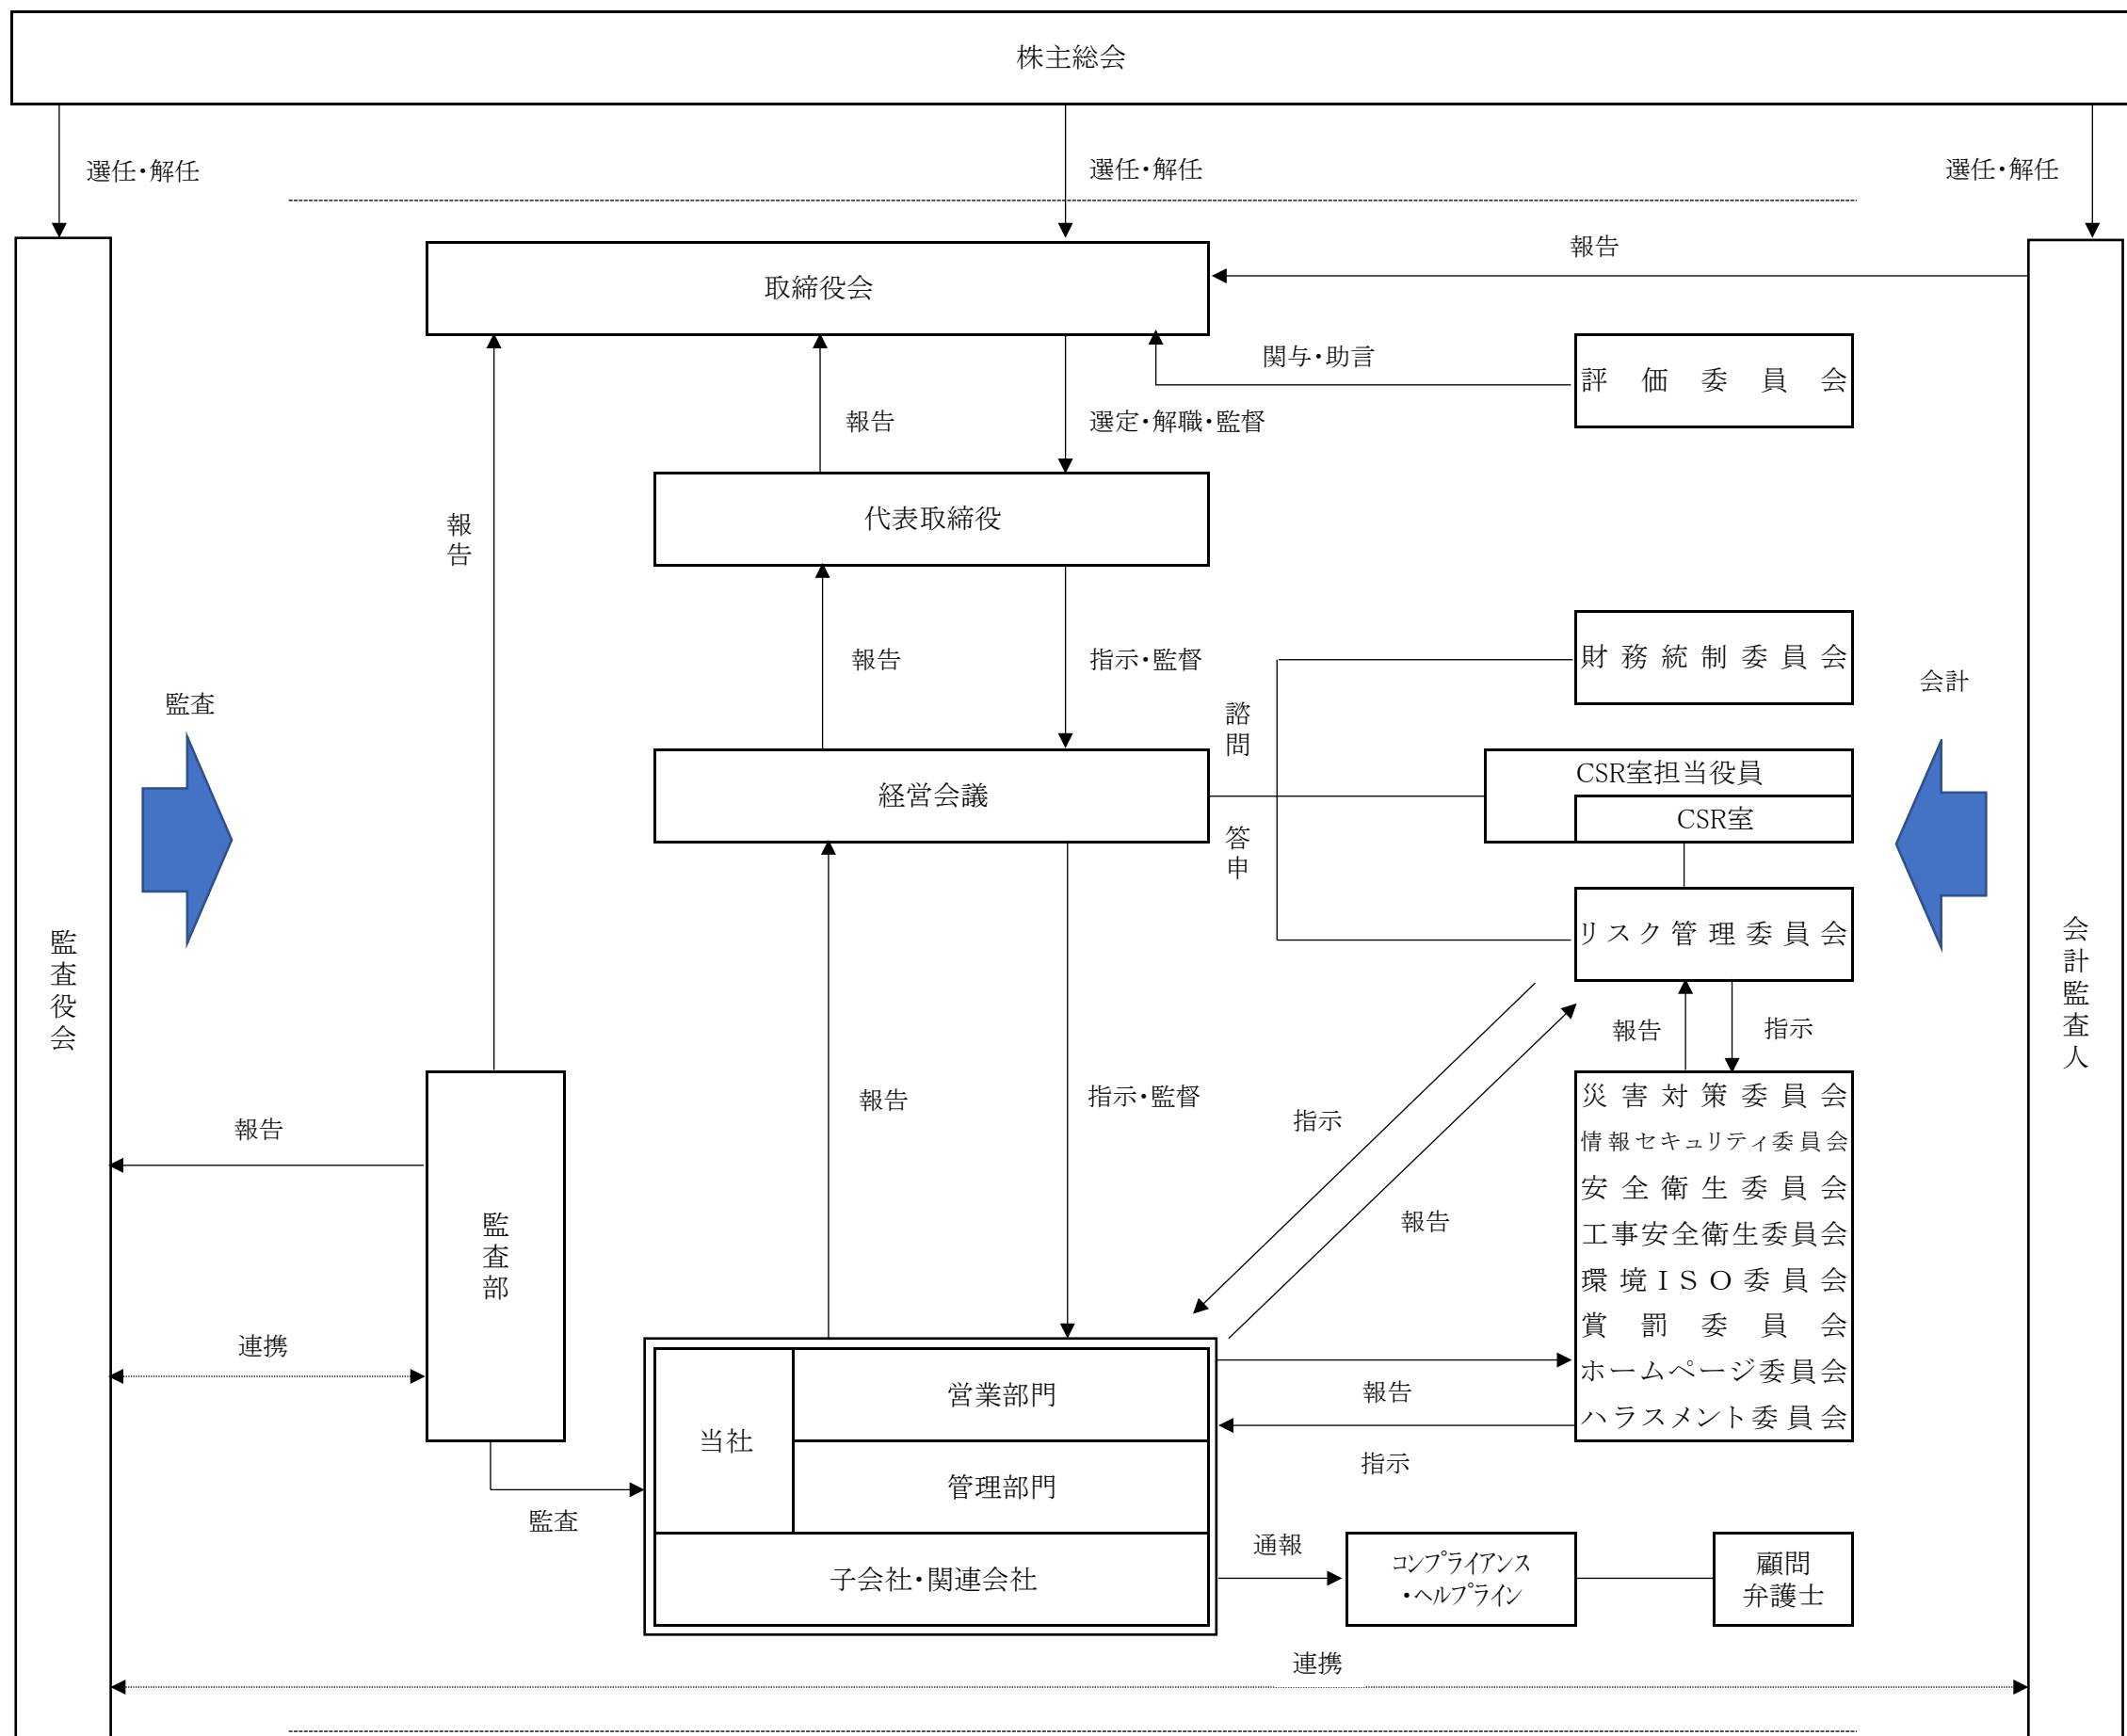 株主総会
選任・解任
選任・解任
選任・解任
報告
取締役会
関与・助言
評価委員会
報告
選定・解職・監督
代表取締役
報告
報告
指示・監督
財務統制委員会
会計
監査
諮問
経営会議
CSR室担当役員
CSR室
答申
リスク管理委員会
監査役会
会計監査人
報告
指示
報告
指示・監督
指示
報告
災害対策委員会
情報セキュリティ委員会
安全衛生委員会
工事安全衛生委員会
環境ISO委員会
賞罰委員会
ホームページ委員会
ハラスメント委員会
報告
監査部
連携
当社
営業部門
管理部門
子会社・関連会社
報告
指示
監査
通報
コンプライアンス
・ヘルプライン
顧問
弁護士
連携